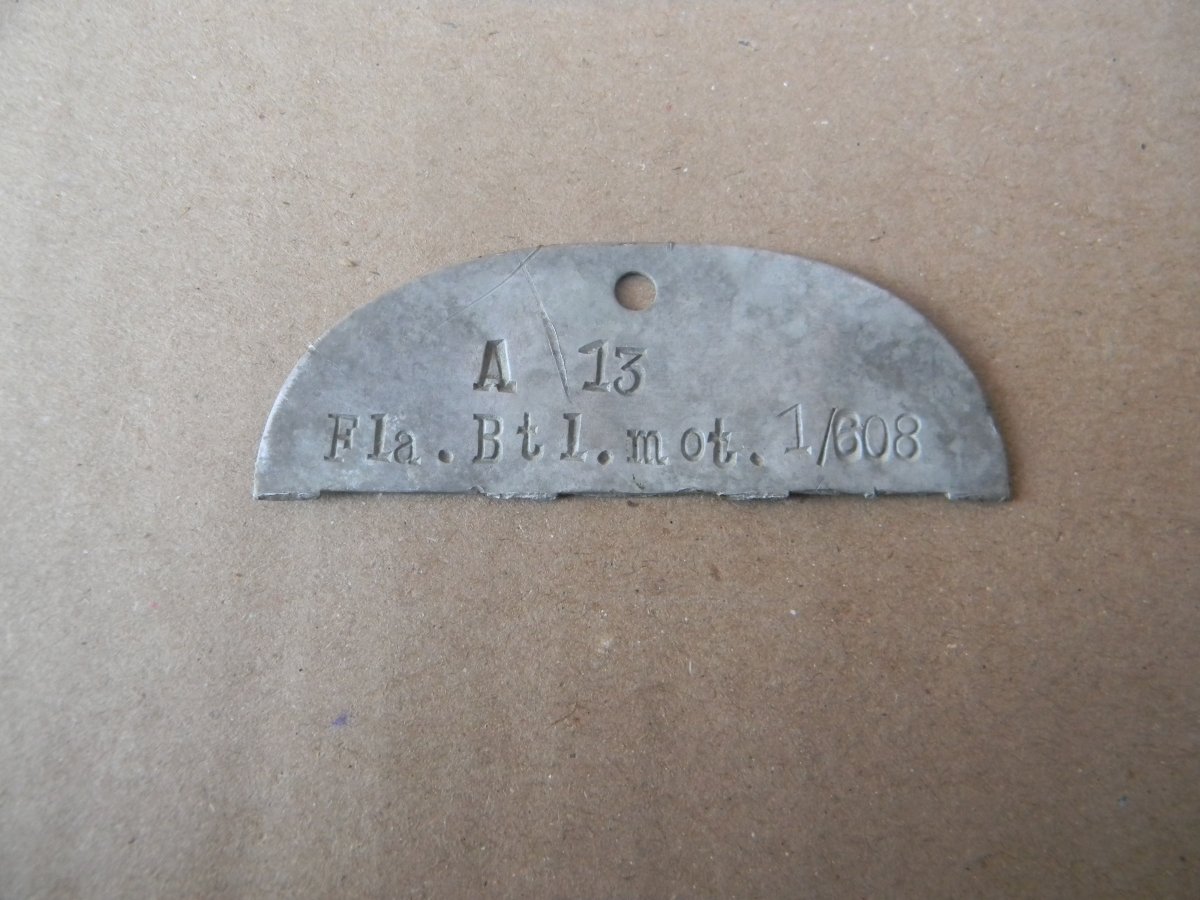 A 13
Fla. Btl. mot. 1/608